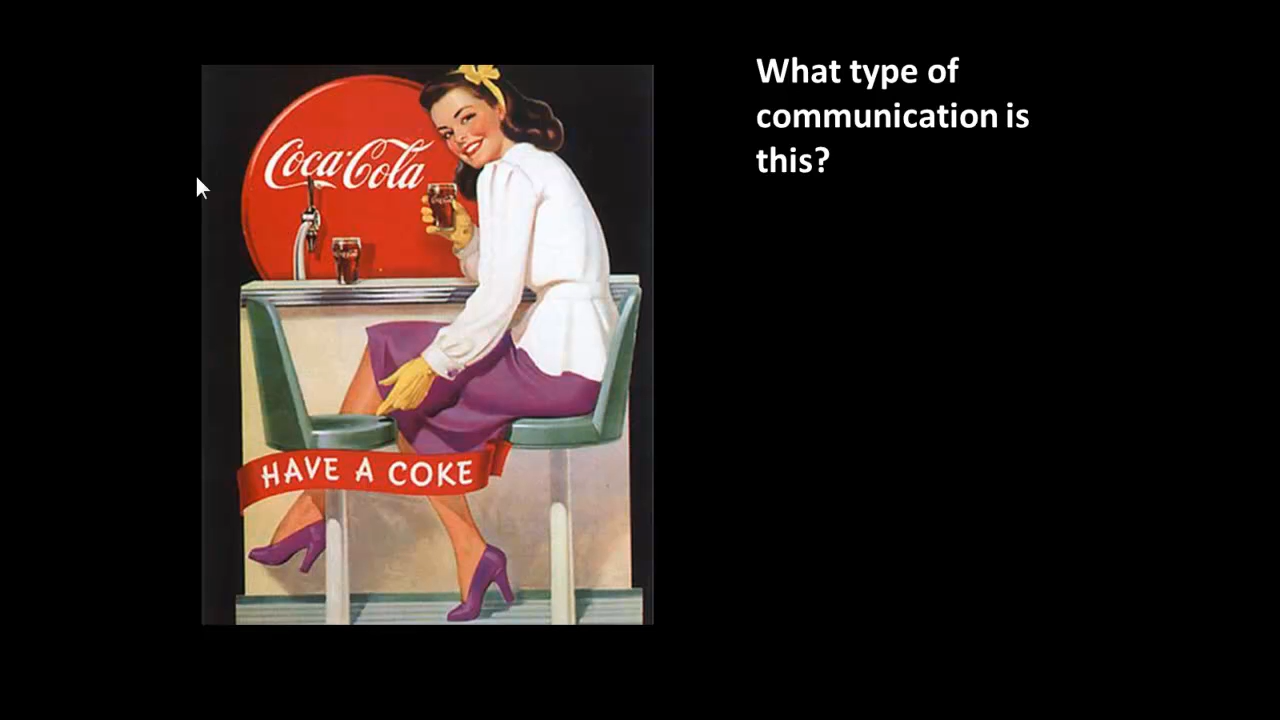 Coca-Cola
HAVE A COKE
What type of
communication is
this?